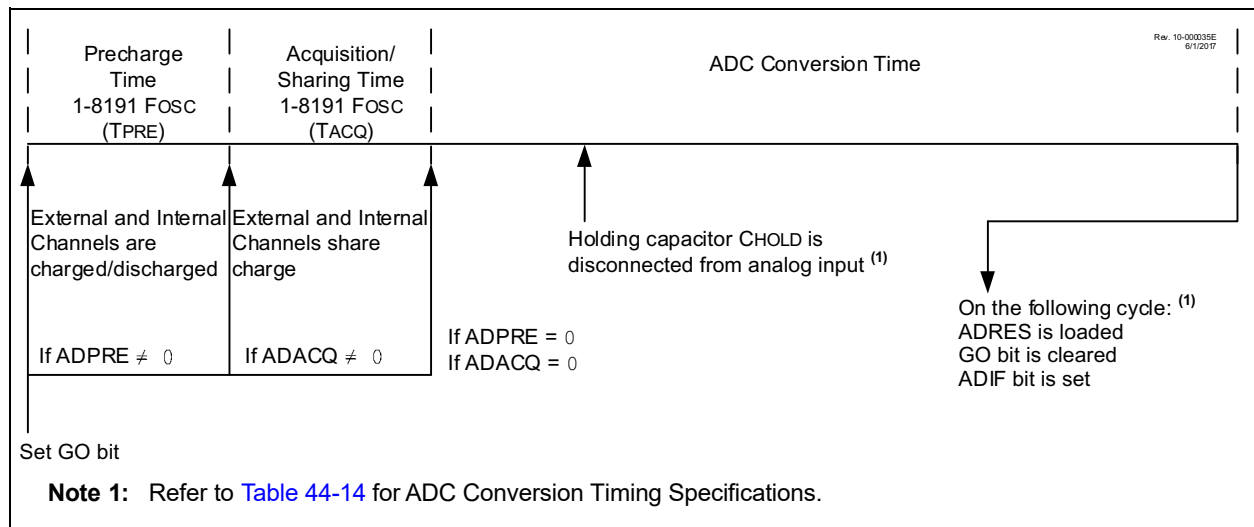 Rev. 10-000035E
6/1/2017
Precharge
Time
1-8191 FOSC
(TPRE)
Acquisition/
Sharing Time
1-8191 FOSC
(TACQ)
ADC Conversion Time
External and Internal
Channels are
charged/discharged
External and Internal
Channels share
charge
Holding capacitor CHOLD is
disconnected from analog input (1)
On the following cycle: (1)
ADRES is loaded
GO bit is cleared
ADIF bit is set
If ADPRE ≠ 0
If ADACQ ≠ 0
If ADPRE = 0
If ADACQ = 0
Set GO bit
Note 1: Refer to Table 44-14 for ADC Conversion Timing Specifications.